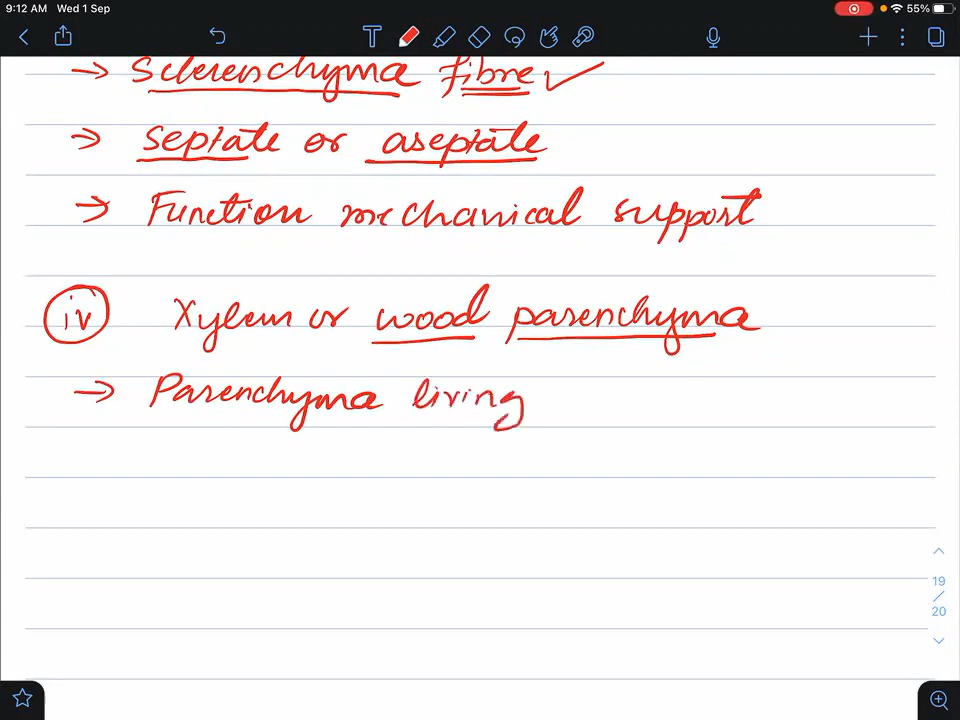 9:12 AM Wed 1 Sep 55%
T
→ Sclerenchyma fibre ✓
→ septate or aseptate
→ Function mechanical support
iv Xylem or wood parenchyma
→ Parenchyma living
19
/
20